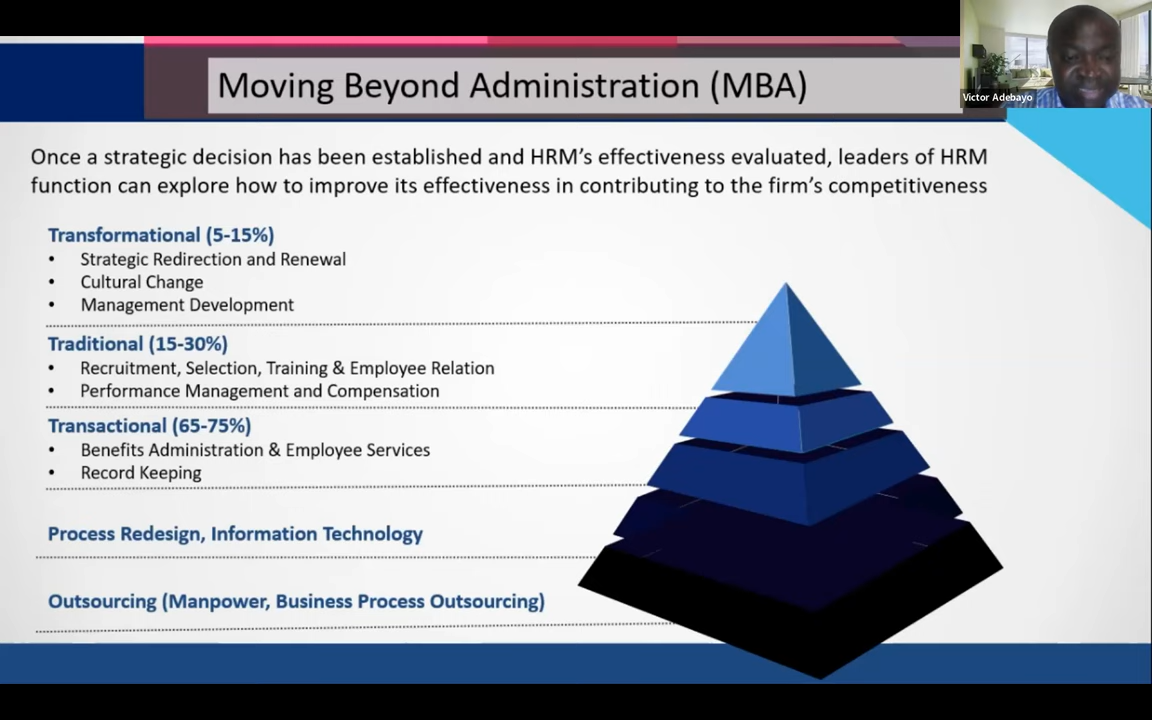 Moving Beyond Administration (MBA)
Victor Adebayo
Once a strategic decision has been established and HRM's effectiveness evaluated, leaders of HRM
function can explore how to improve its effectiveness in contributing to the firm's competitiveness
Transformational (5-15%)
• Strategic Redirection and Renewal
• Cultural Change
• Management Development
Traditional (15-30%)
• Recruitment, Selection, Training & Employee Relation
• Performance Management and Compensation
Transactional (65-75%)
• Benefits Administration & Employee Services
• Record Keeping
Process Redesign, Information Technology
Outsourcing (Manpower, Business Process Outsourcing)